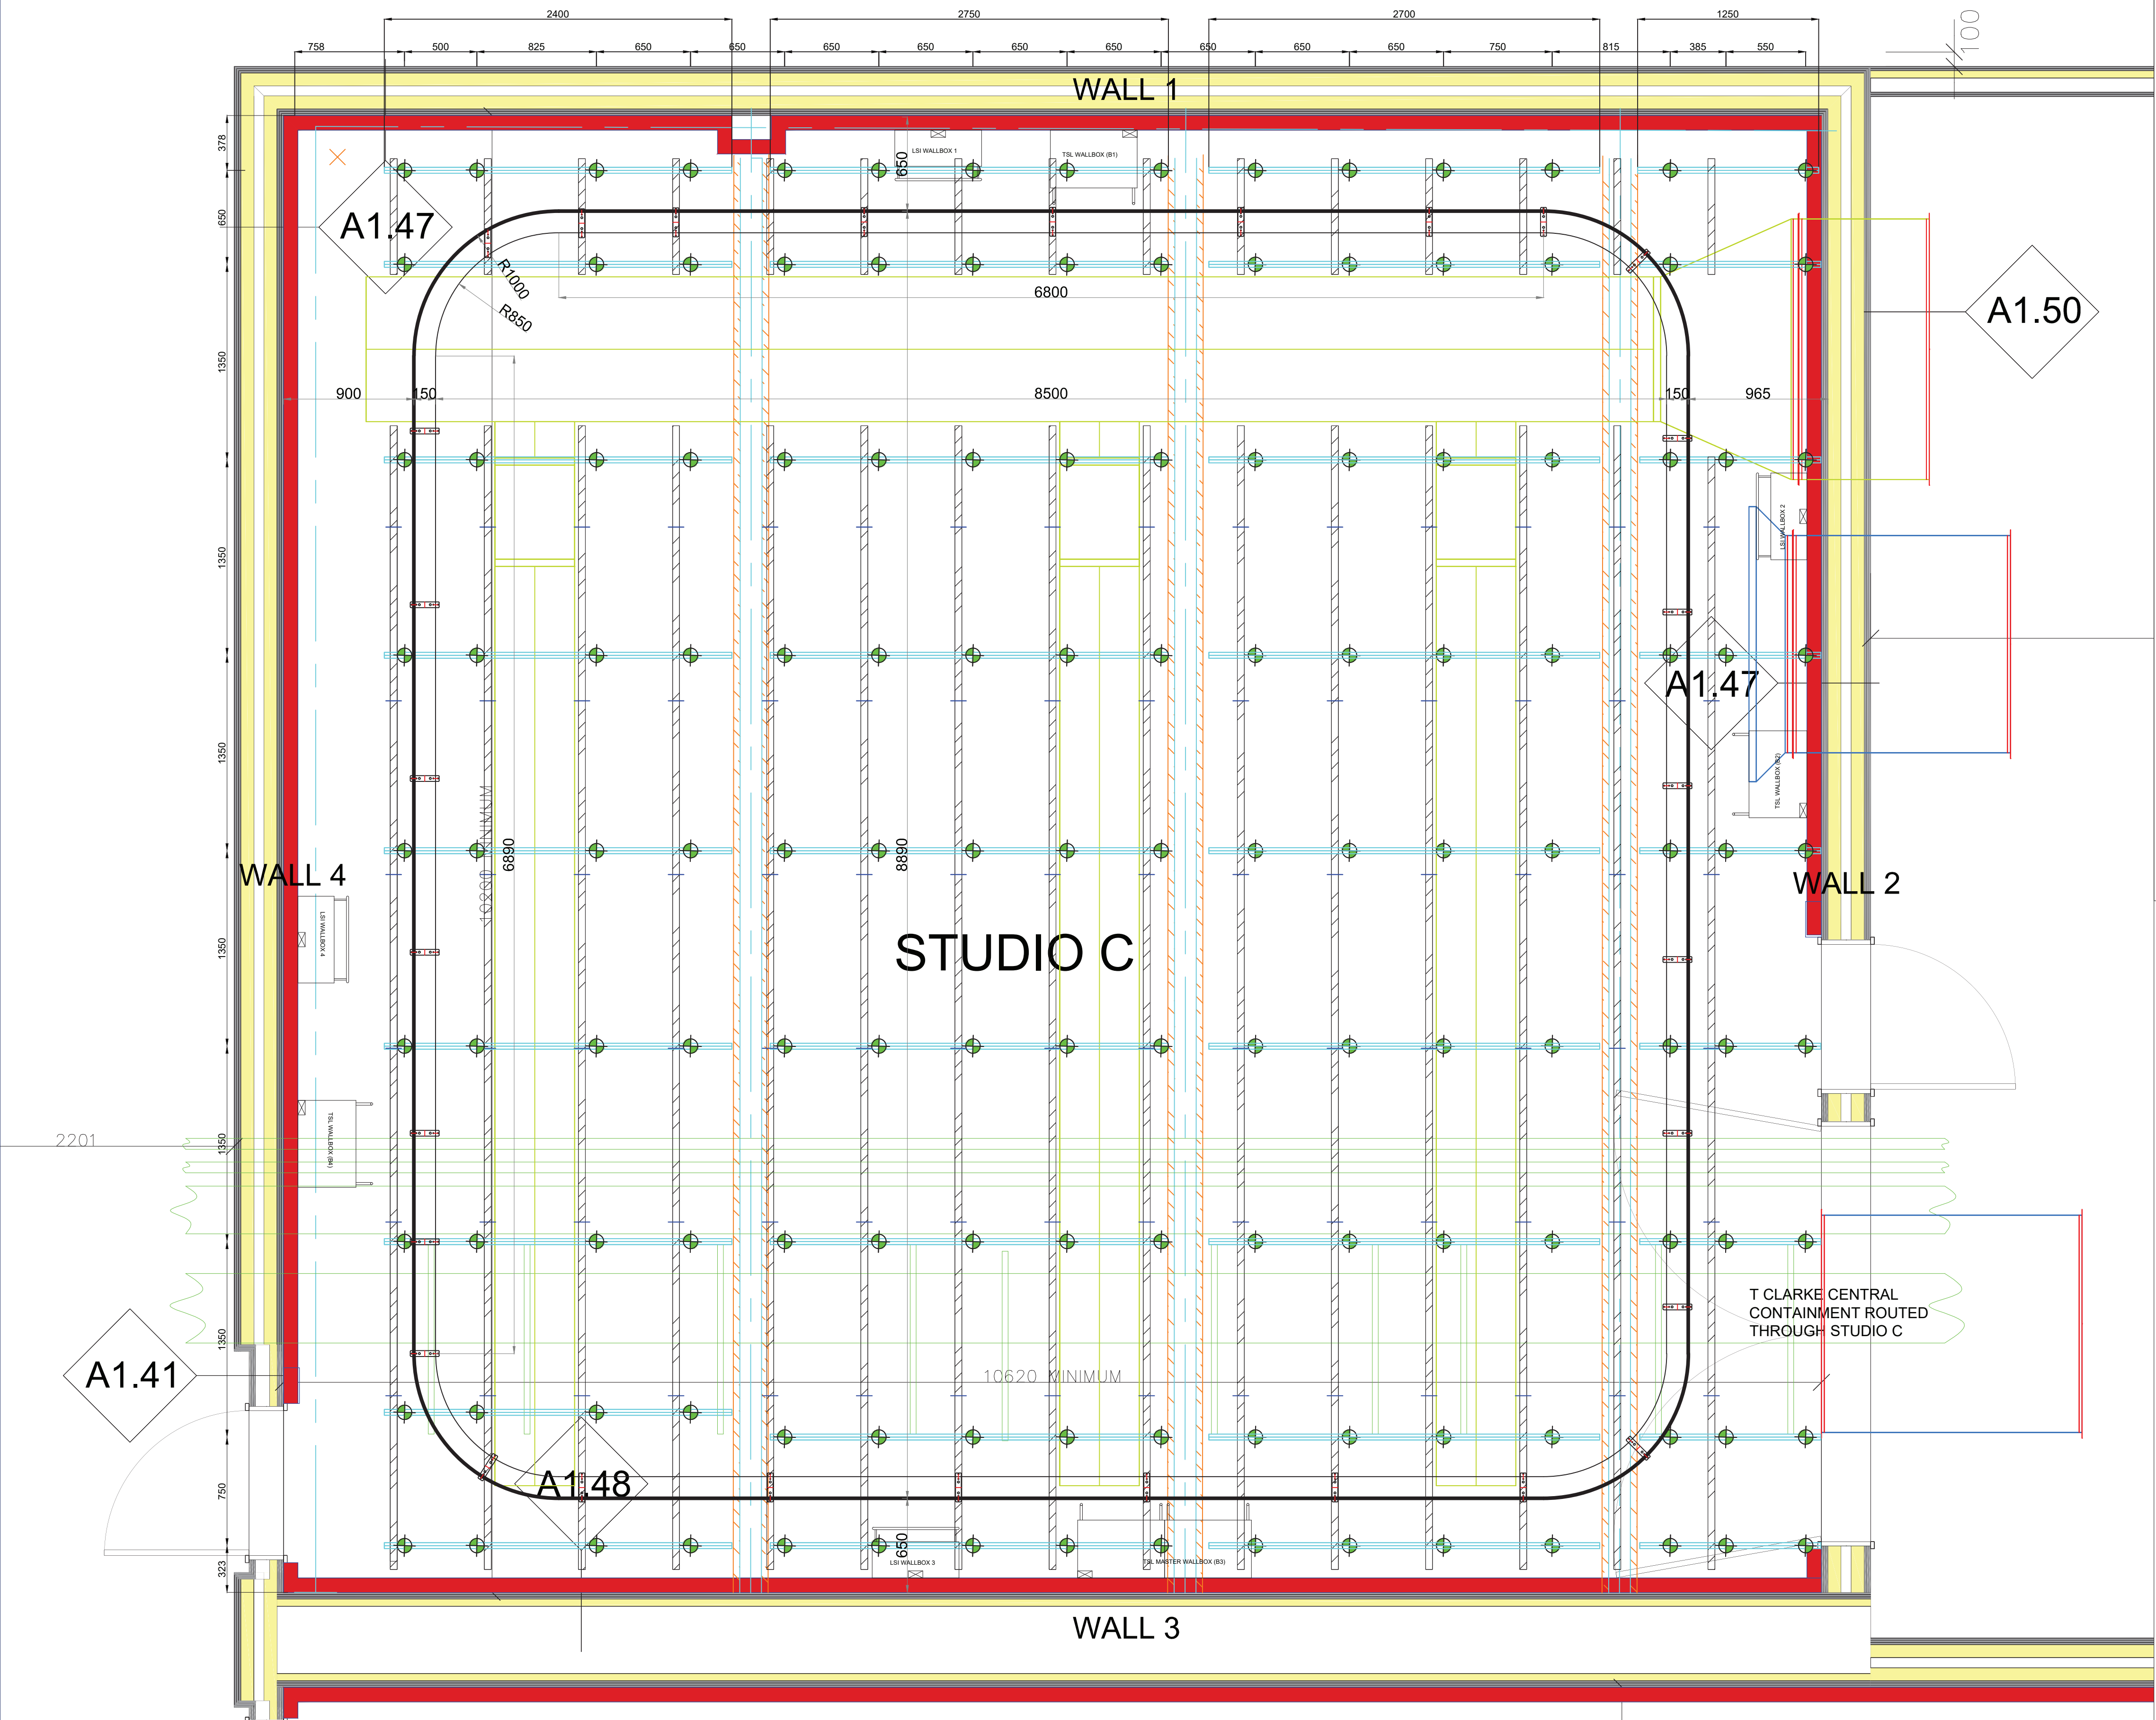 2400
2750
2700
1250
758
500
825
650
650
650
650
650
650
650
650
650
750
815
385
550
100
WALL 1
378
650
LSI WALLBOX 1
TSL WALLBOX (B1)
650
A1.47
R1000
R850
6800
A1.50
1350
900
150
8500
150
965
LSI WALLBOX 2
1350
A1.47
1350
TSL WALLBOX (B2)
10880 MINIMUM
6890
8890
WALL 4
WALL 2
LSI WALLBOX 4
1350
STUDIO C
2201
1350
TSL WALLBOX (B4)
T CLARKE CENTRAL
CONTAINMENT ROUTED
THROUGH STUDIO C
1350
A1.41
10620 MINIMUM
A1.48
750
650
LSI WALLBOX 3
TSL MASTER WALLBOX (B3)
323
WALL 3